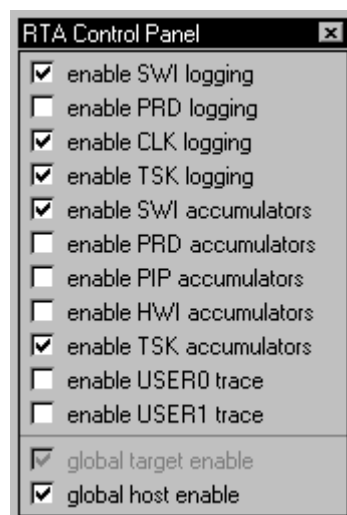 RTA Control Panel
enable SWI logging
enable PRD logging
enable CLK logging
enable TSK logging
enable SWI accumulators
enable PRD accumulators
enable PIP accumulators
enable HWI accumulators
enable TSK accumulators
enable USER0 trace
enable USER1 trace
global target enable
global host enable